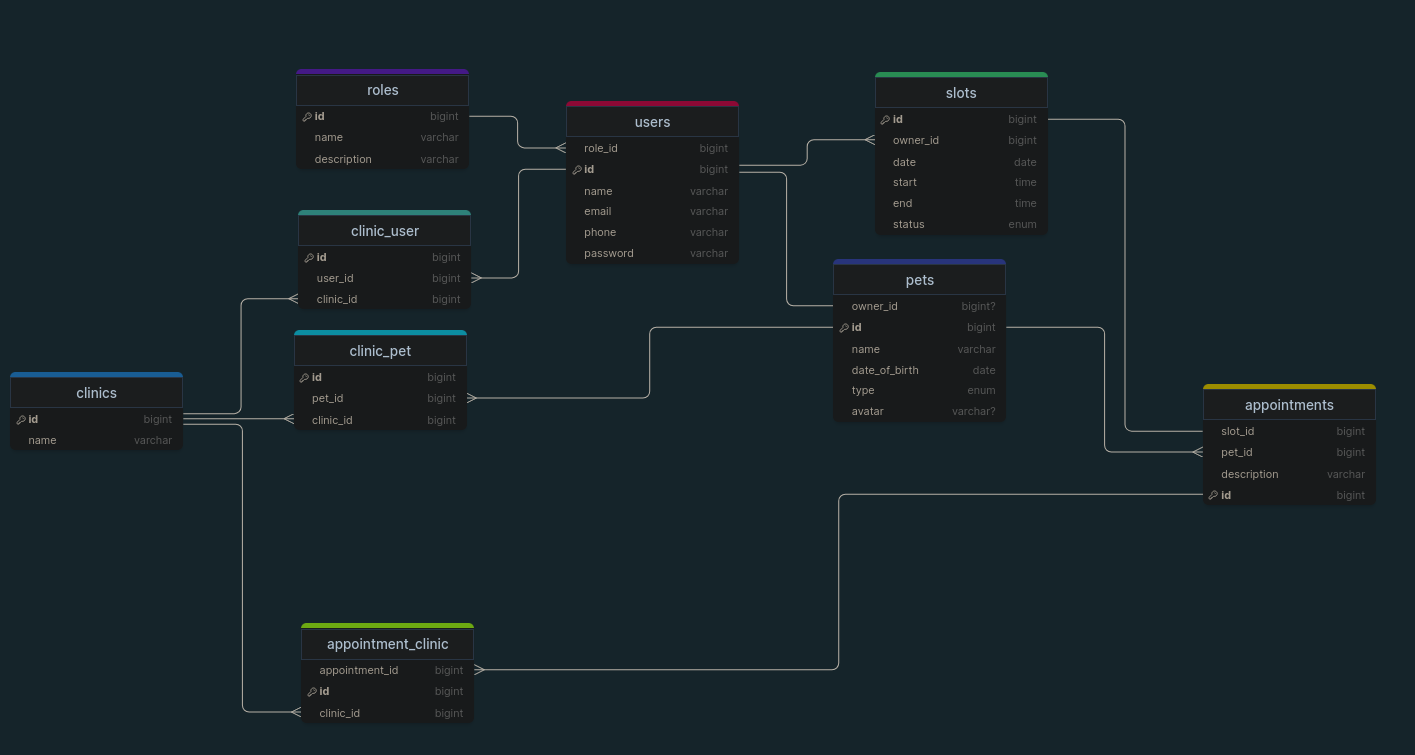 roles
id bigint
name varchar
description varchar
users
role_id bigint
id bigint
name varchar
email varchar
phone varchar
password varchar
slots
id bigint
owner_id bigint
date date
start time
end time
status enum
clinic_user
id bigint
user_id bigint
clinic_id bigint
pets
owner_id bigint?
id bigint
name varchar
date_of_birth date
type enum
avatar varchar?
clinic_pet
id bigint
pet_id bigint
clinic_id bigint
clinics
id bigint
name varchar
appointments
slot_id bigint
pet_id bigint
description varchar
id bigint
appointment_clinic
appointment_id bigint
id bigint
clinic_id bigint